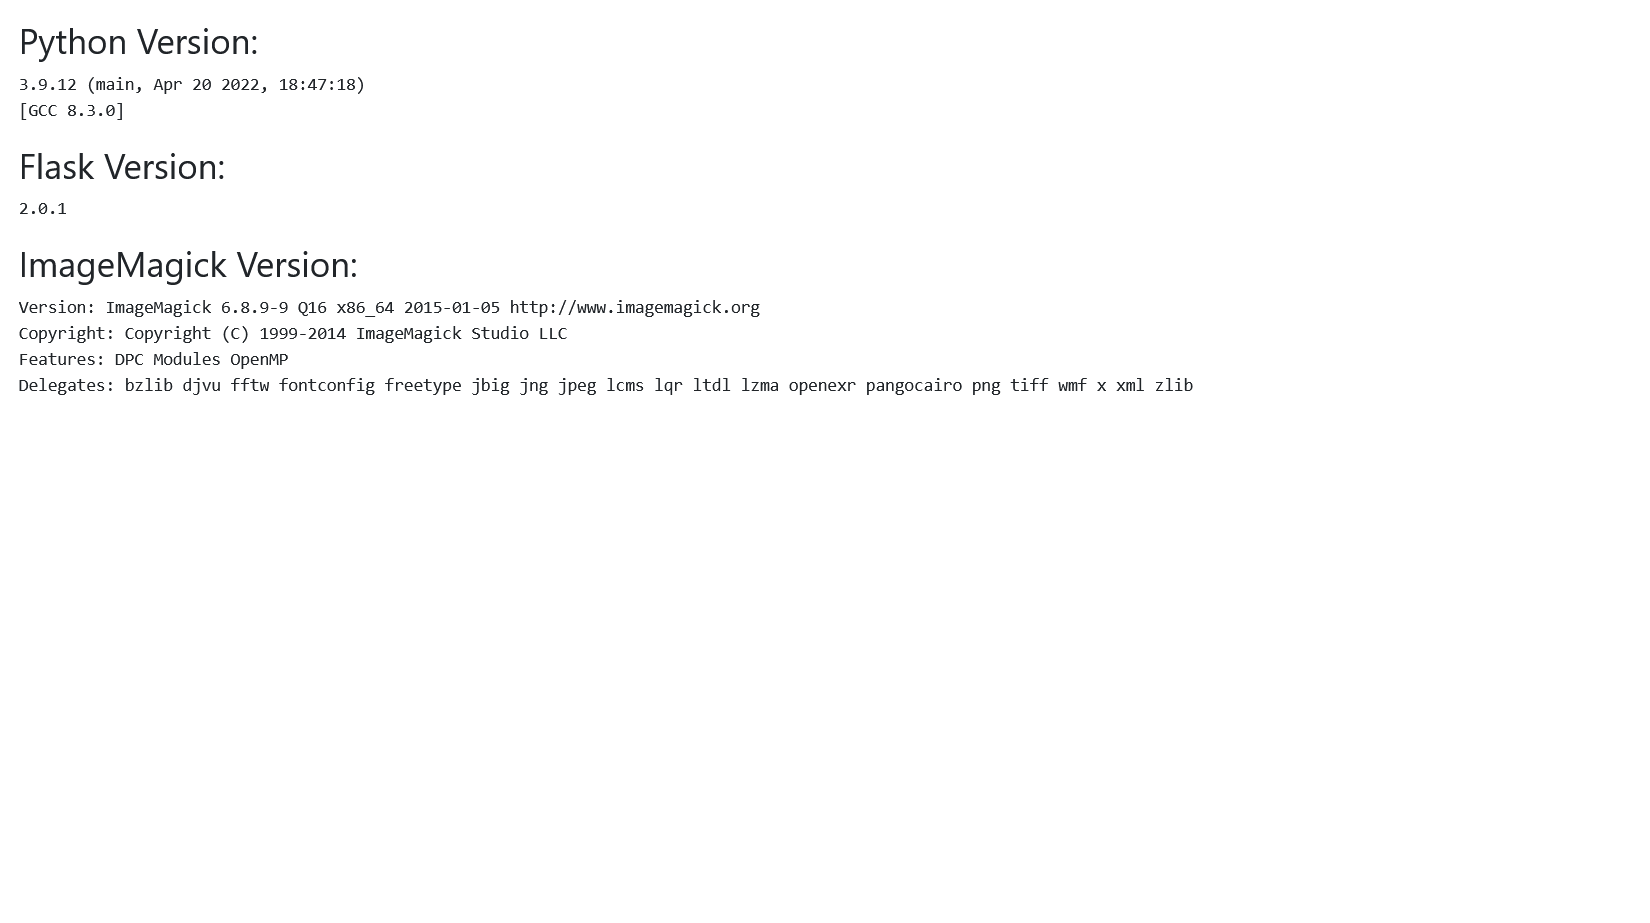 Python Version:
3.9.12 (main, Apr 20 2022, 18:47:18)
[GCC 8.3.0]
Flask Version:
2.0.1
ImageMagick Version:
Version: ImageMagick 6.8.9-9 Q16 x86_64 2015-01-05 http://www.imagemagick.org
Copyright: Copyright (C) 1999-2014 ImageMagick Studio LLC
Features: DPC Modules OpenMP
Delegates: bzlib djvu fftw fontconfig freetype jbig jng jpeg lcms lqr ltdl lzma openexr pangocairo png tiff wmf x xml zlib